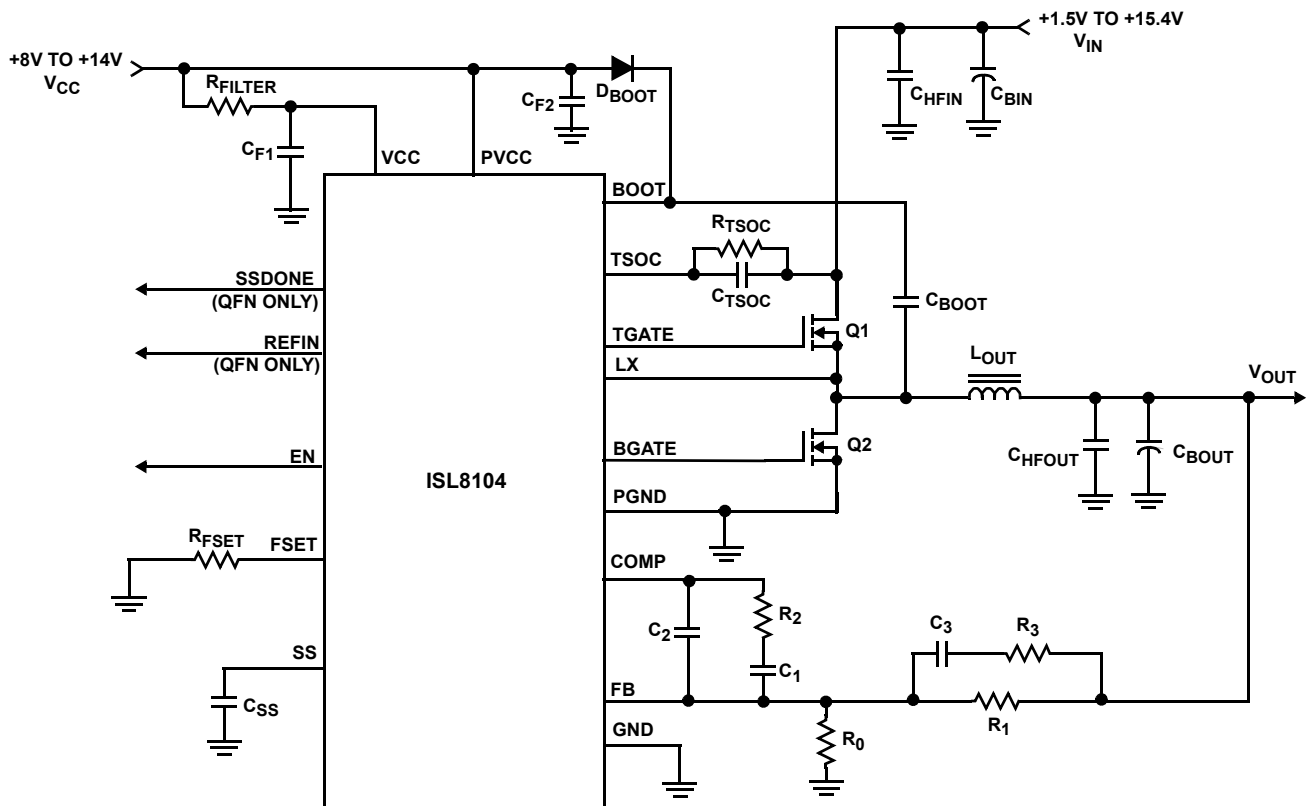 +1.5V TO +15.4V
VIN
+8V TO +14V
VCC
RFILTER
CF1
CF2
DBOOT
CHFIN
CBIN
VCC
PVCC
BOOT
RTSOC
TSOC
CTSOC
CBOOT
SSDONE
(QFN ONLY)
REFIN
(QFN ONLY)
TGATE
Q1
LX
LOUT
VOUT
EN
ISL8104
BGATE
Q2
CHFOUT
CBOUT
PGND
RFSET
FSET
COMP
C2
R2
C1
C3
R3
SS
CSS
FB
R1
GND
R0